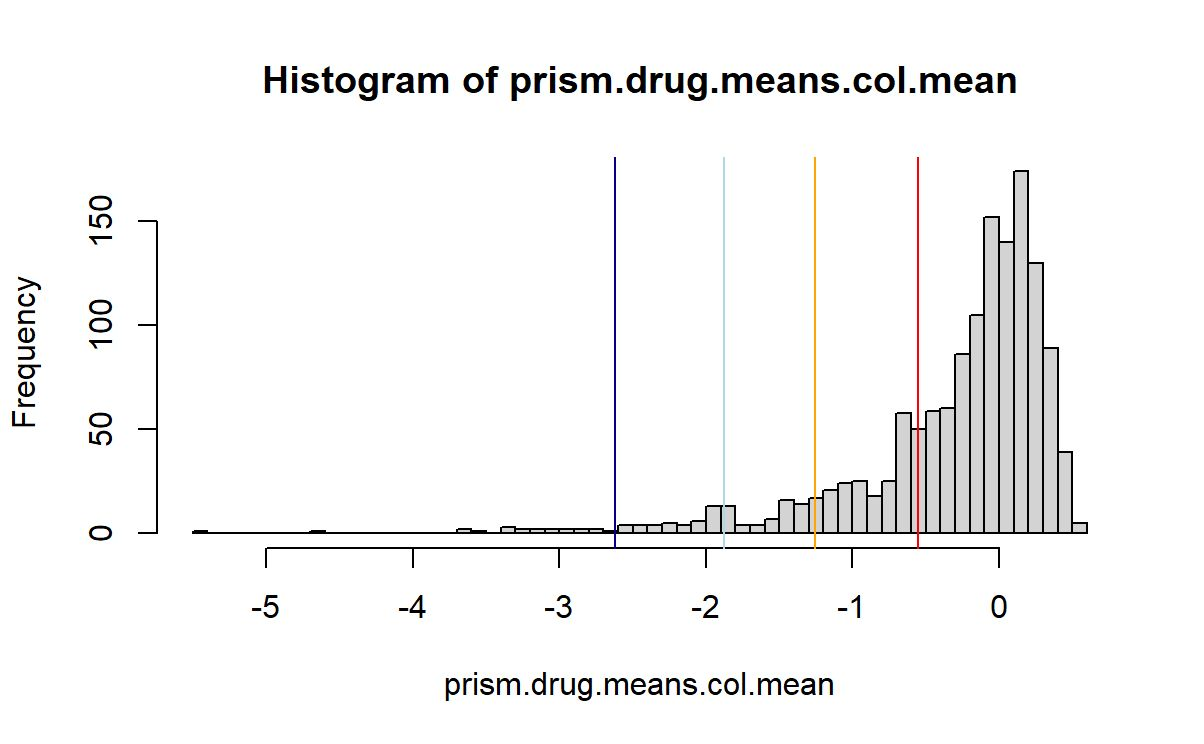 Histogram of prism.drug.means.col.mean
Frequency
150
100
50
0
-5 -4 -3 -2 -1 0
prism.drug.means.col.mean